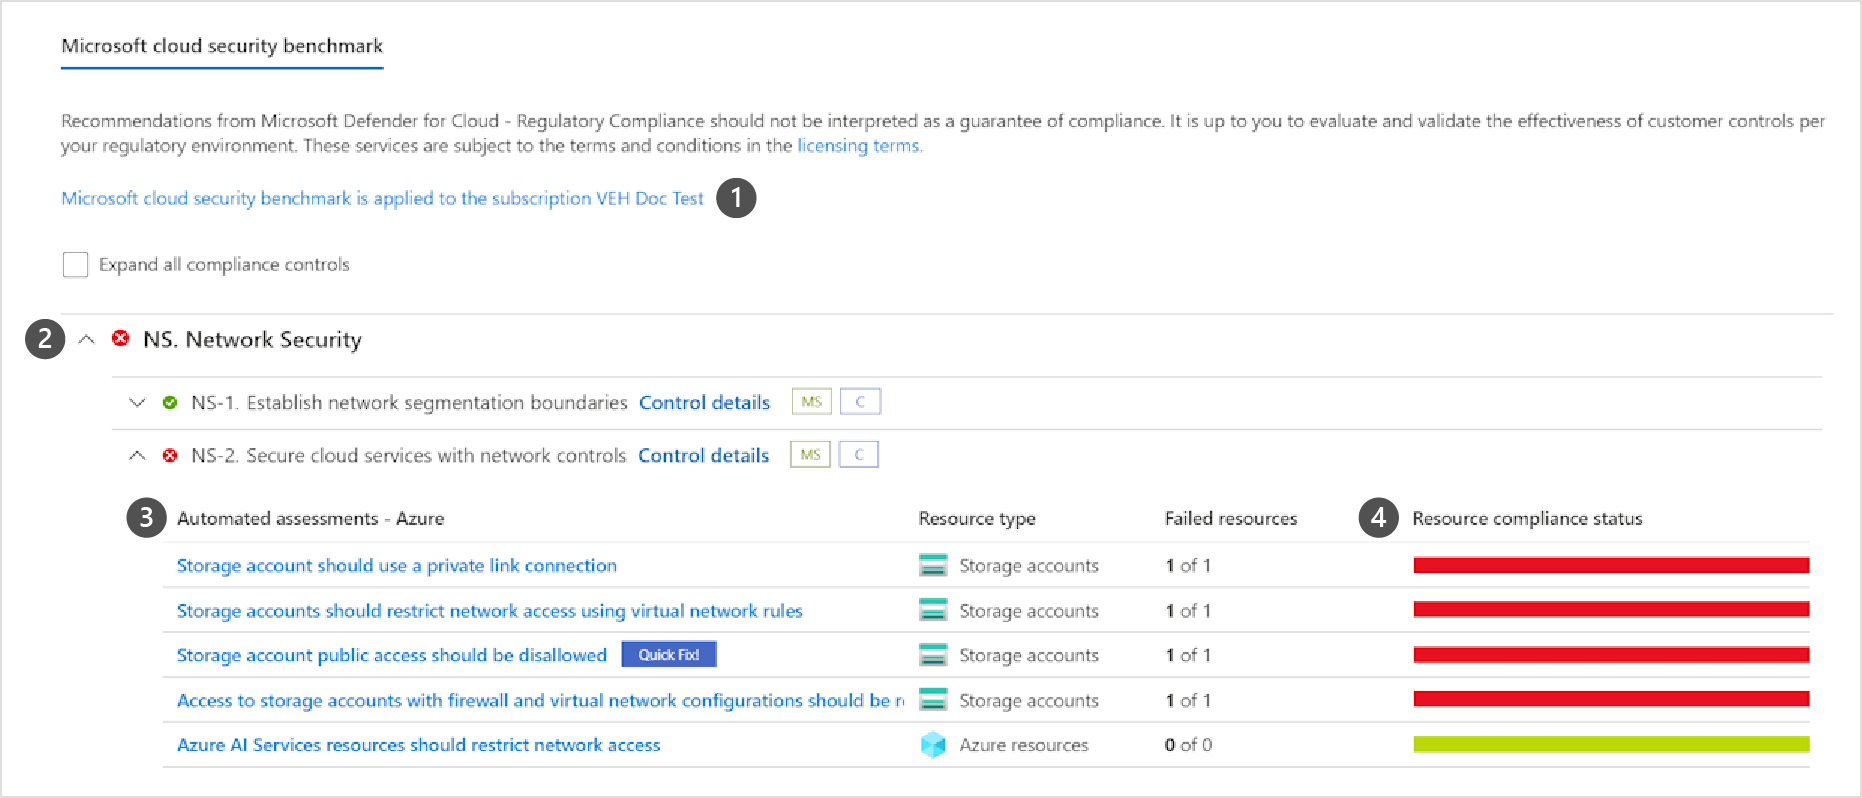 Microsoft cloud security benchmark
Recommendations from Microsoft Defender for Cloud - Regulatory Compliance should not be interpreted as a guarantee of compliance. It is up to you to evaluate and validate the effectiveness of customer controls per
your regulatory environment. These services are subject to the terms and conditions in the licensing terms.
Microsoft cloud security benchmark is applied to the subscription VEH Doc Test 1
Expand all compliance controls
2 NS. Network Security
NS-1. Establish network segmentation boundaries Control details MS C
NS-2. Secure cloud services with network controls Control details MS C
3 Automated assessments - Azure Resource type Failed resources 4 Resource compliance status
Storage account should use a private link connection Storage accounts 1 of 1
Storage accounts should restrict network access using virtual network rules Storage accounts 1 of 1
Storage account public access should be disallowed Quick Fix! Storage accounts 1 of 1
Access to storage accounts with firewall and virtual network configurations should be r Storage accounts 1 of 1
Azure AI Services resources should restrict network access Azure resources 0 of 0